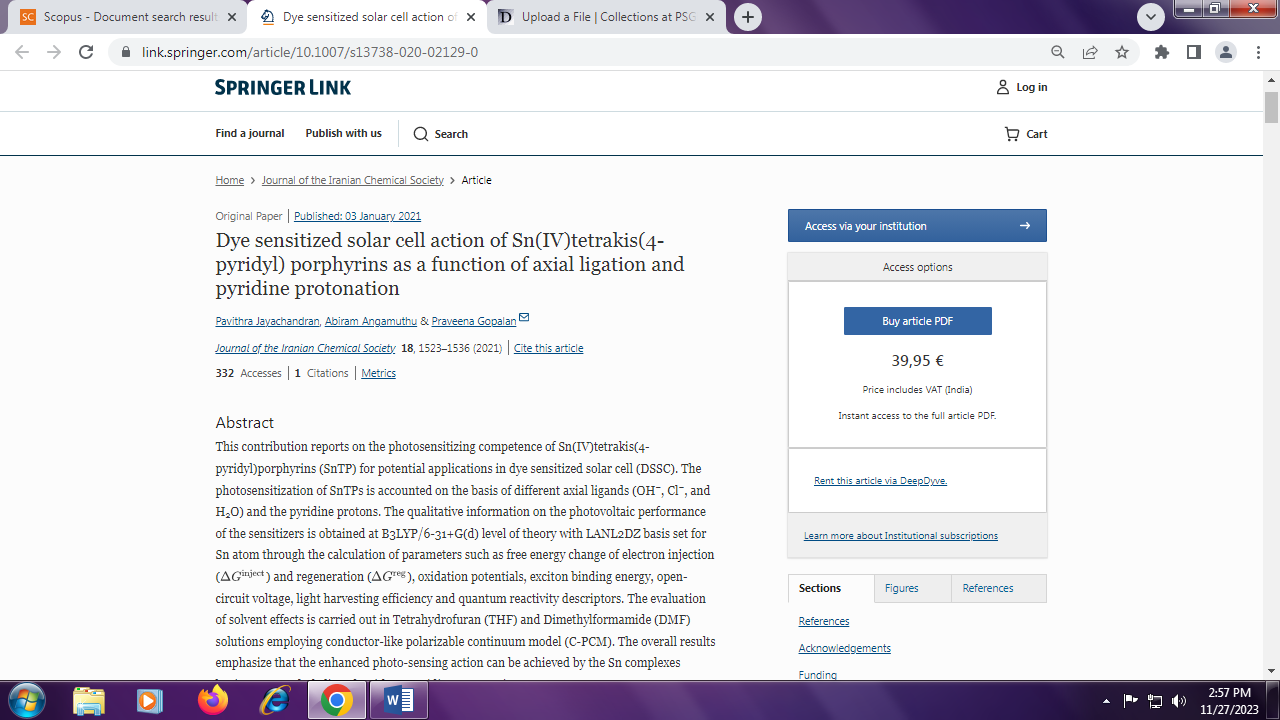 Scopus - Document search result
Dye sensitized solar cell action of
Upload a File | Collections at PSG
link.springer.com/article/10.1007/s13738-020-02129-0
SPRINGER LINK
Log in
Find a journal
Publish with us
Search
Cart
Home > Journal of the Iranian Chemical Society > Article
Original Paper | Published: 03 January 2021
Dye sensitized solar cell action of Sn(IV)tetrakis(4-
pyridyl) porphyrins as a function of axial ligation and
pyridine protonation
Pavithra Jayachandran, Abiram Angamuthu & Praveena Gopalan
Journal of the Iranian Chemical Society 18, 1523–1536 (2021) | Cite this article
332 Accesses | 1 Citations | Metrics
Abstract
This contribution reports on the photosensitizing competence of Sn(IV)tetrakis(4-
pyridyl)porphyrins (SnTP) for potential applications in dye sensitized solar cell (DSSC). The
photosensitization of SnTPs is accounted on the basis of different axial ligands (OH⁻, Cl⁻, and
H₂O) and the pyridine protons. The qualitative information on the photovoltaic performance
of the sensitizers is obtained at B3LYP/6-31+G(d) level of theory with LANL2DZ basis set for
Sn atom through the calculation of parameters such as free energy change of electron injection
(ΔG^inject) and regeneration (ΔG^reg), oxidation potentials, exciton binding energy, open-
circuit voltage, light harvesting efficiency and quantum reactivity descriptors. The evaluation
of solvent effects is carried out in Tetrahydrofuran (THF) and Dimethylformamide (DMF)
solutions employing conductor-like polarizable continuum model (C-PCM). The overall results
emphasize that the enhanced photo-sensing action can be achieved by the Sn complexes
Access via your institution
Access options
Buy article PDF
39,95 €
Price includes VAT (India)
Instant access to the full article PDF.
Rent this article via DeepDyve.
Learn more about Institutional subscriptions
Sections
Figures
References
References
Acknowledgements
Funding
2:57 PM
11/27/2023